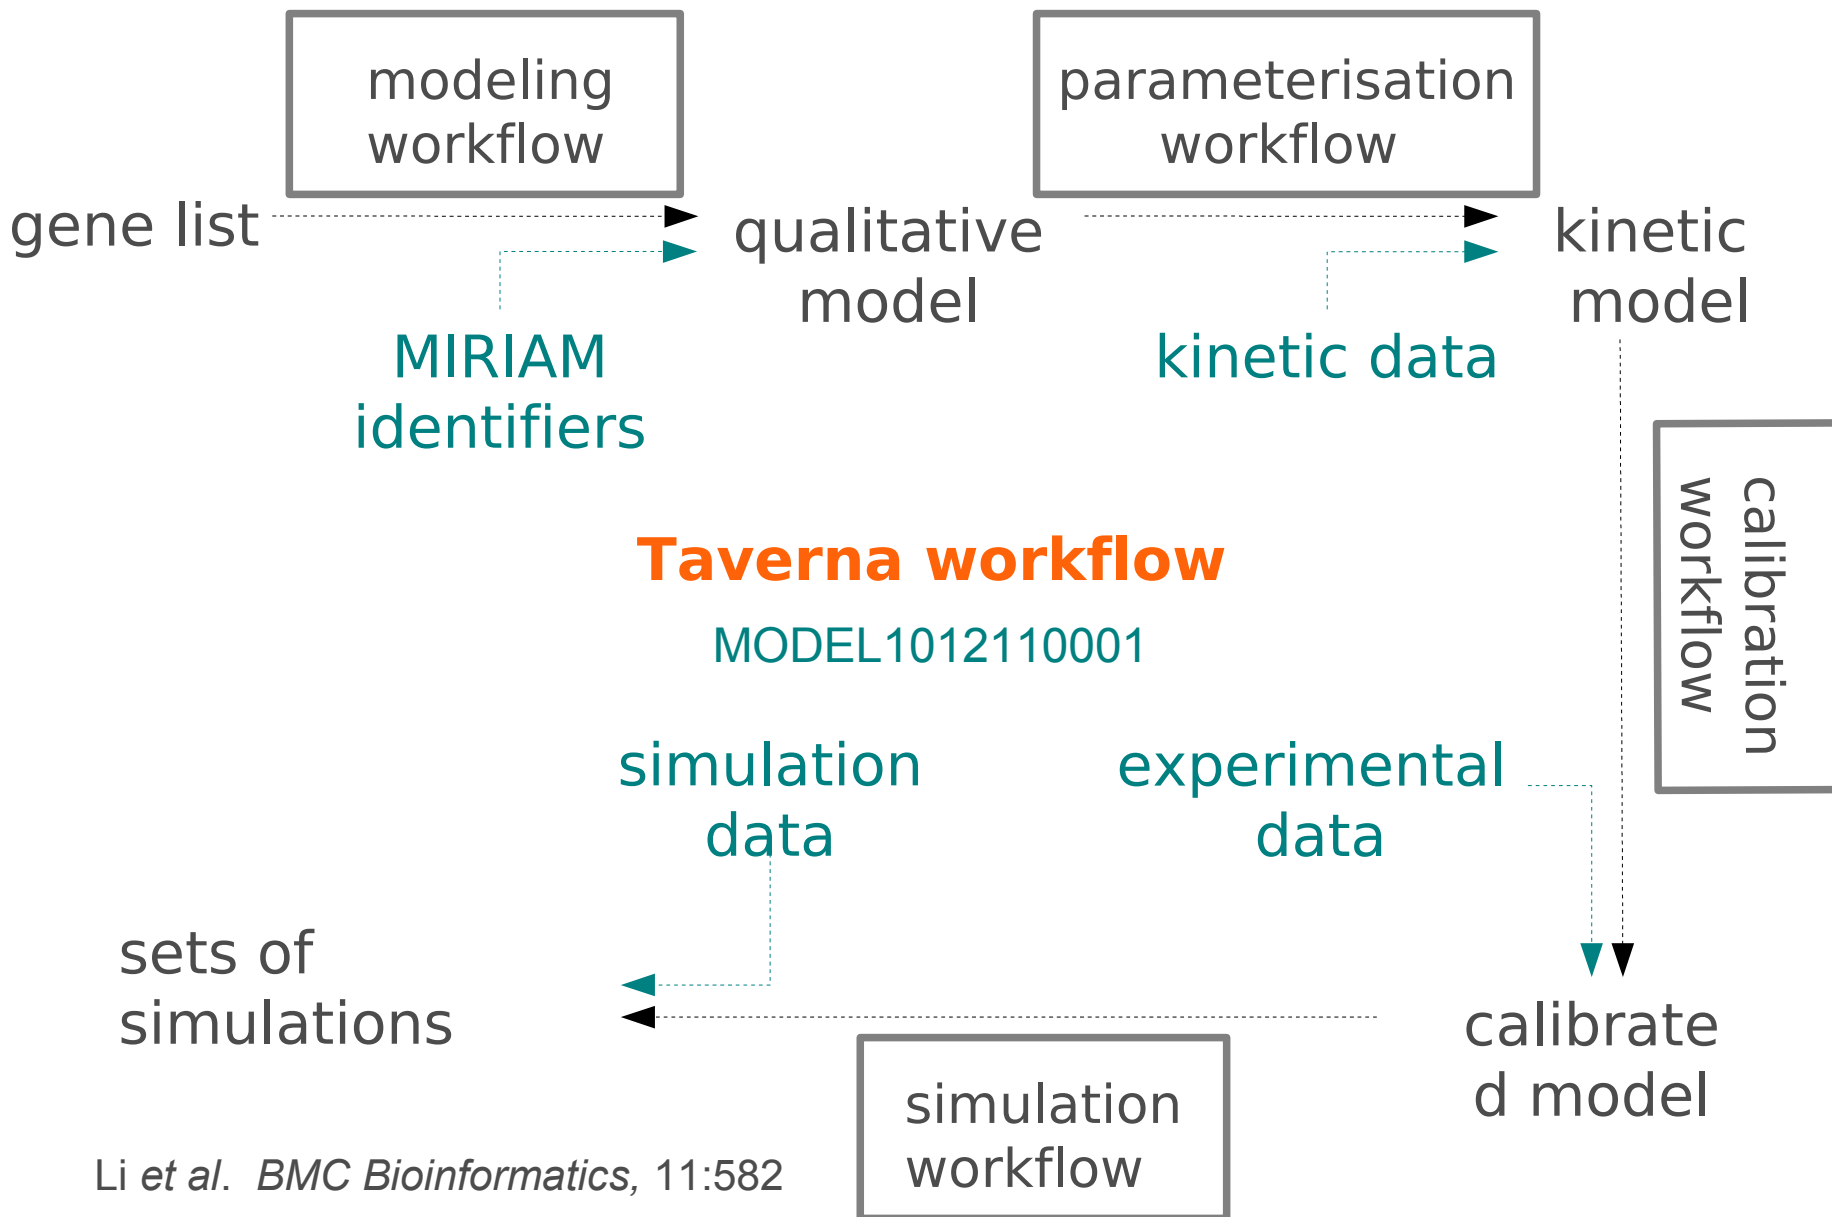 modeling
workflow
parameterisation
workflow
gene list
qualitative
model
kinetic
model
MIRIAM
identifiers
kinetic data
calibration
workflow
Taverna workflow
MODEL1012110001
simulation
data
experimental
data
sets of
simulations
calibrate
d model
simulation
workflow
Li et al. BMC Bioinformatics, 11:582